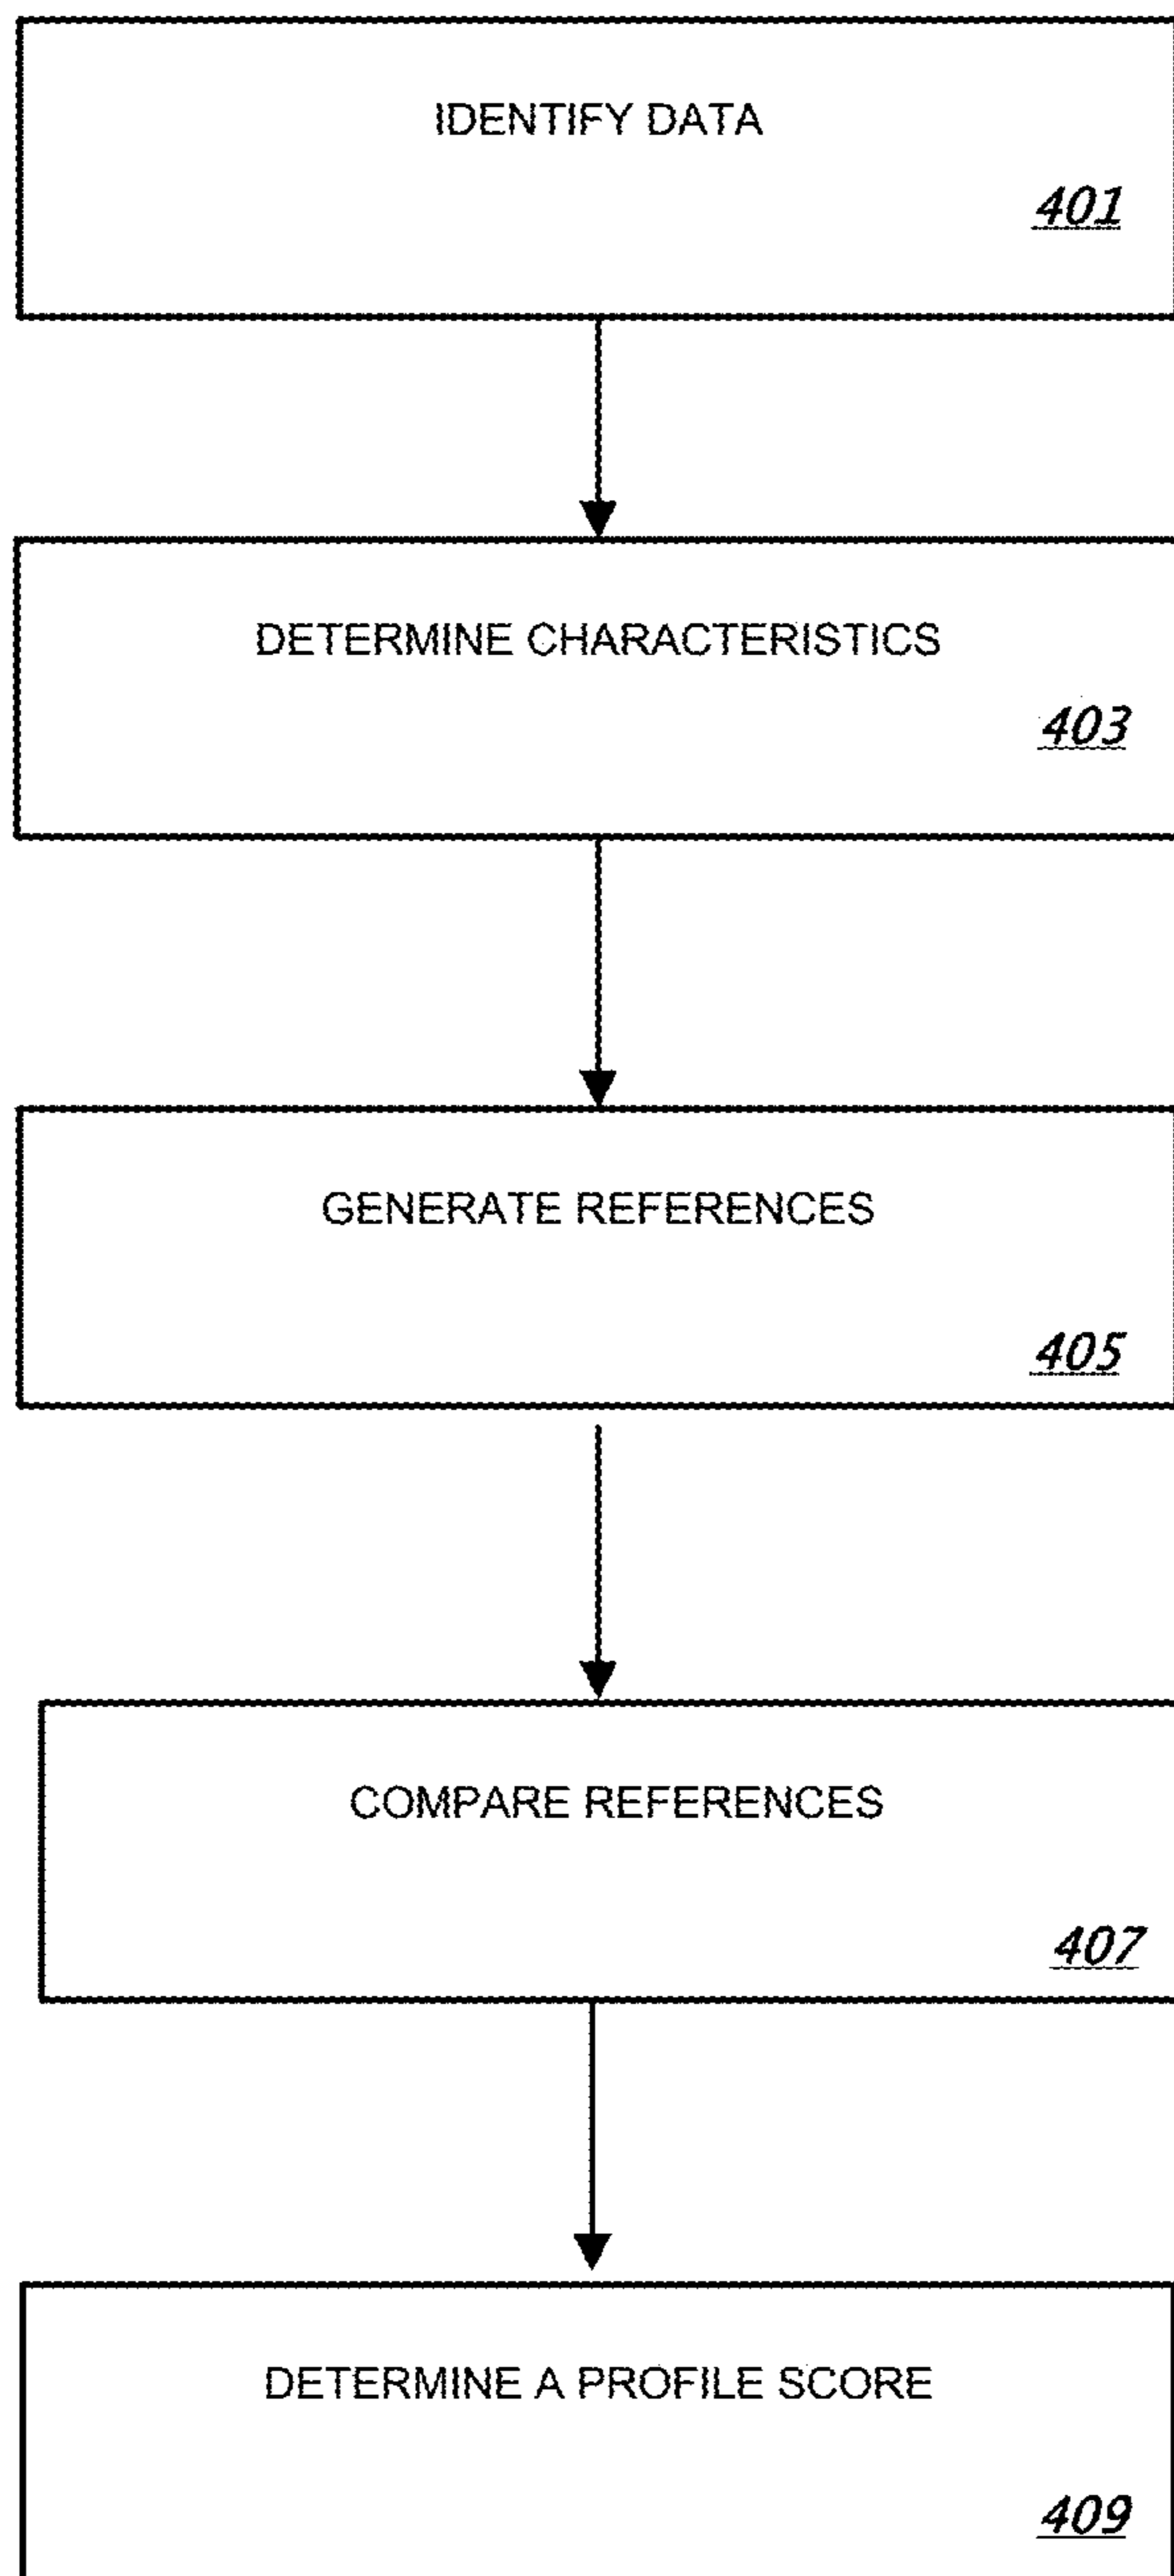 IDENTIFY DATA
401
DETERMINE CHARACTERISTICS
403
GENERATE REFERENCES
405
COMPARE REFERENCES
407
DETERMINE A PROFILE SCORE
409